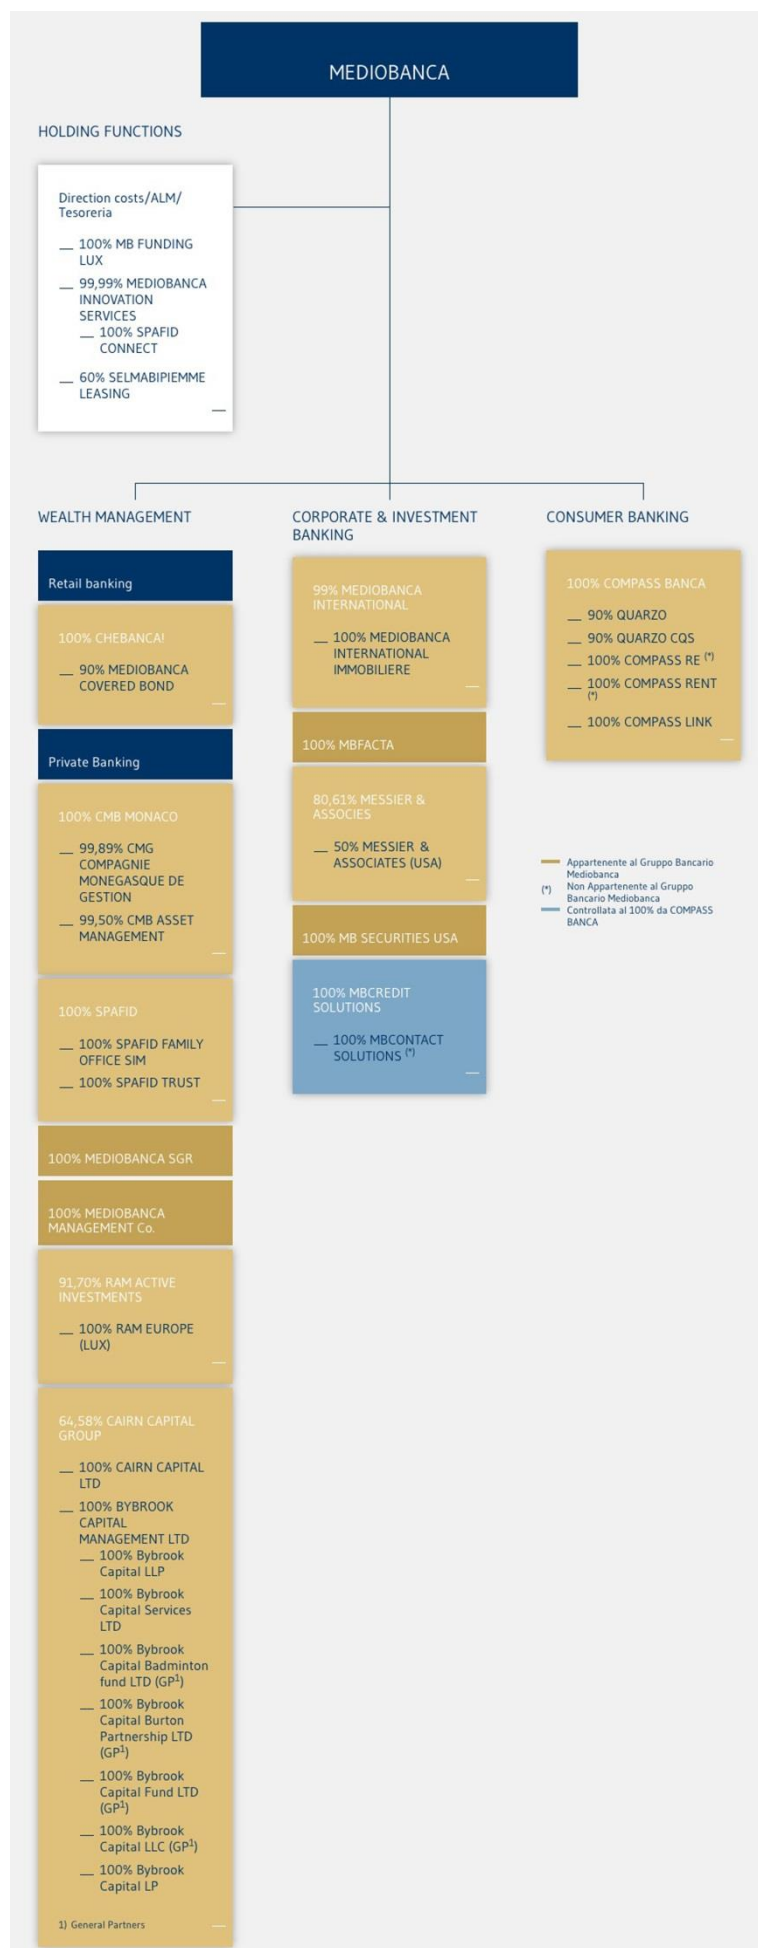 MEDIOBANCA
HOLDING FUNCTIONS
Direction costs/ALM/
Tesoreria
100% MB FUNDING
LUX
99,99% MEDIOBANCA
INNOVATION
SERVICES
100% SPAFID
CONNECT
60% SELMABIPIEMME
LEASING
WEALTH MANAGEMENT
Retail banking
100% CHEBANCA!
90% MEDIOBANCA
COVERED BOND
Private Banking
100% CMB MONACO
99,89% CMG
COMPAGNIE
MONEGASQUE DE
GESTION
99,50% CMB ASSET
MANAGEMENT
100% SPAFID
100% SPAFID FAMILY
OFFICE SIM
100% SPAFID TRUST
100% MEDIOBANCA SGR
100% MEDIOBANCA
MANAGEMENT Co.
91,70% RAM ACTIVE
INVESTMENTS
100% RAM EUROPE
(LUX)
64,58% CAIRN CAPITAL
GROUP
100% CAIRN CAPITAL
LTD
100% BYBROOK
CAPITAL
MANAGEMENT LTD
100% Bybrook
Capital LLP
100% Bybrook
Capital Services
LTD
100% Bybrook
Capital Badminton
fund LTD (GP¹)
100% Bybrook
Capital Burton
Partnership LTD
(GP¹)
100% Bybrook
Capital Fund LTD
(GP¹)
100% Bybrook
Capital LLC (GP¹)
100% Bybrook
Capital LP
1) General Partners
CORPORATE & INVESTMENT
BANKING
99% MEDIOBANCA
INTERNATIONAL
100% MEDIOBANCA
INTERNATIONAL
IMMOBILIERE
100% MBFACTA
80,61% MESSIER &
ASSOCIES
50% MESSIER &
ASSOCIATES (USA)
100% MB SECURITIES USA
100% MBCREDIT
SOLUTIONS
100% MBCONTACT
SOLUTIONS (*)
CONSUMER BANKING
100% COMPASS BANCA
90% QUARZO
90% QUARZO CQS
100% COMPASS RE (*)
100% COMPASS RENT
(*)
100% COMPASS LINK
Appartenente al Gruppo Bancario
Mediobanca
(*) Non Appartenente al Gruppo
Bancario Mediobanca
Controllata al 100% da COMPASS
BANCA